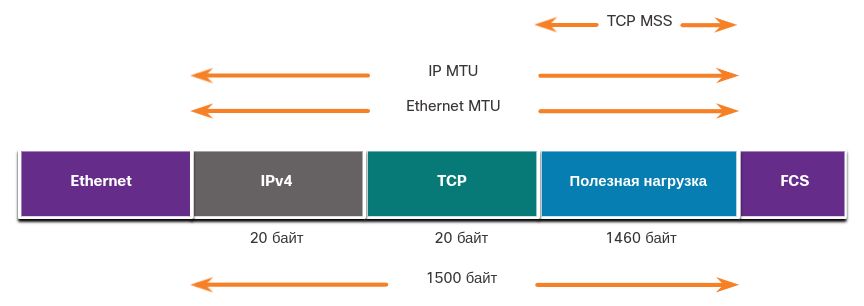 TCP MSS
IP MTU
Ethernet MTU
Ethernet IPv4 TCP Полезная нагрузка FCS
20 байт 20 байт 1460 байт
1500 байт